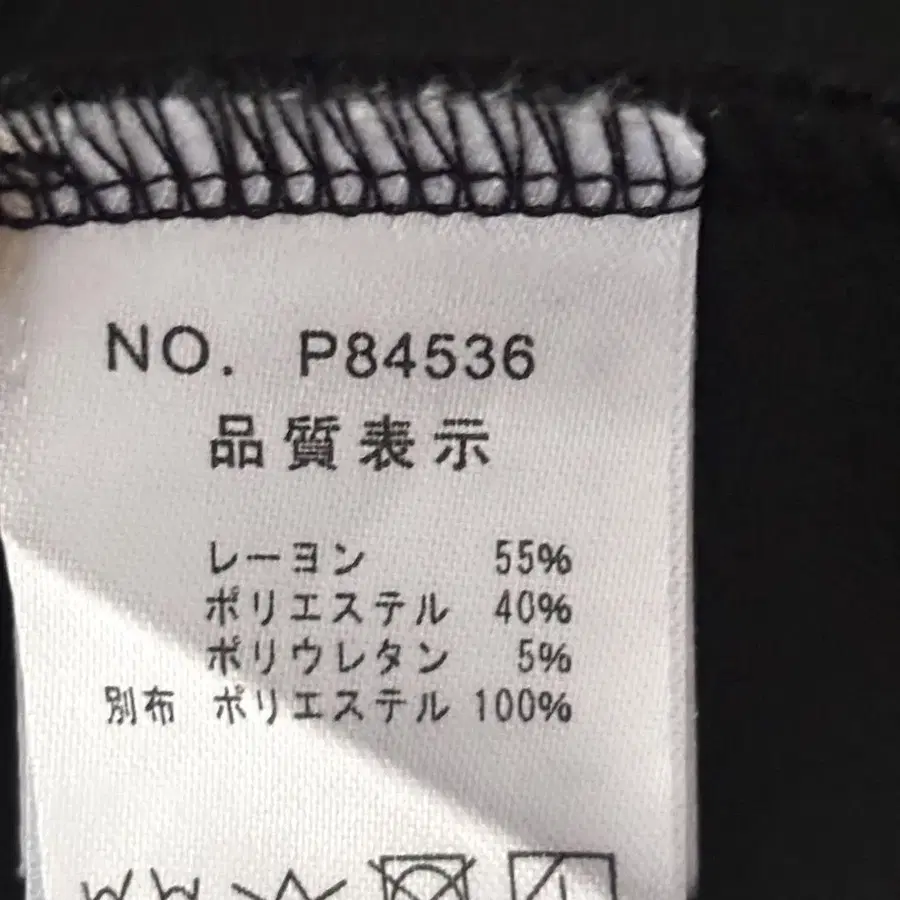 NO. P84536
品質表示
レーヨン 55%
ポリエステル 40%
ポリウレタン 5%
別布 ポリエステル 100%